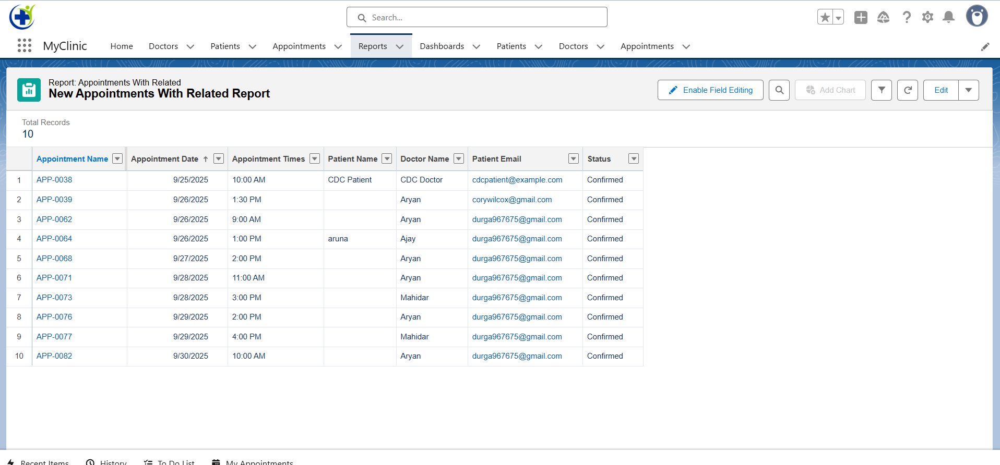 Search...
MyClinic Home Doctors Patients Appointments Reports Dashboards Patients Doctors Appointments
Report: Appointments With Related
New Appointments With Related Report
Enable Field Editing Add Chart Edit
Total Records
10
Appointment Name Appointment Date ↑ Appointment Times Patient Name Doctor Name Patient Email Status
1 APP-0038 9/25/2025 10:00 AM CDC Patient CDC Doctor cdcpatient@example.com Confirmed
2 APP-0039 9/26/2025 1:30 PM Aryan corywilcox@gmail.com Confirmed
3 APP-0062 9/26/2025 9:00 AM Aryan durga967675@gmail.com Confirmed
4 APP-0064 9/26/2025 1:00 PM aruna Ajay durga967675@gmail.com Confirmed
5 APP-0068 9/27/2025 2:00 PM Aryan durga967675@gmail.com Confirmed
6 APP-0071 9/28/2025 11:00 AM Aryan durga967675@gmail.com Confirmed
7 APP-0073 9/28/2025 3:00 PM Mahidar durga967675@gmail.com Confirmed
8 APP-0076 9/29/2025 2:00 PM Aryan durga967675@gmail.com Confirmed
9 APP-0077 9/29/2025 4:00 PM Mahidar durga967675@gmail.com Confirmed
10 APP-0082 9/30/2025 10:00 AM Aryan durga967675@gmail.com Confirmed
Recent Items History To Do List My Appointments